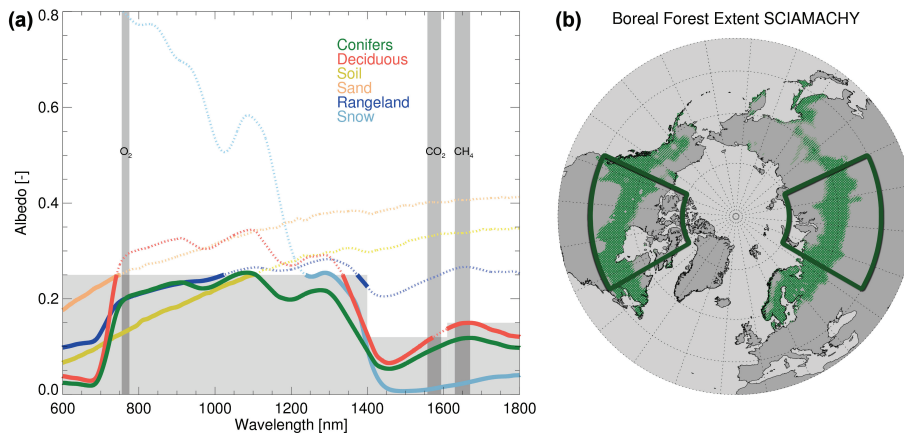 (a)
0.8
0.6
0.4
0.2
0.0
Albedo [-]
Conifers
Deciduous
Soil
Sand
Rangeland
Snow
O₂
CO₂
CH₄
600 800 1000 1200 1400 1600 1800
Wavelength [nm]
(b)
Boreal Forest Extent SCIAMACHY